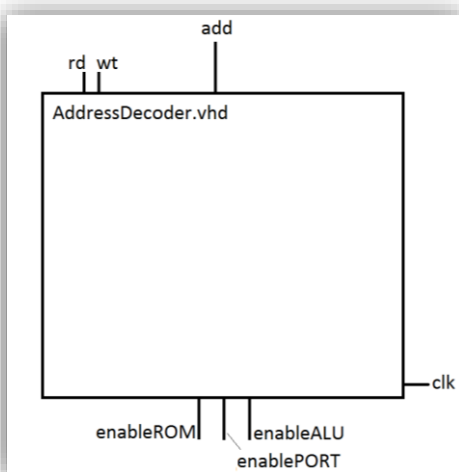 add
rd wt
AddressDecoder.vhd
clk
enableROM
enableALU
enablePORT